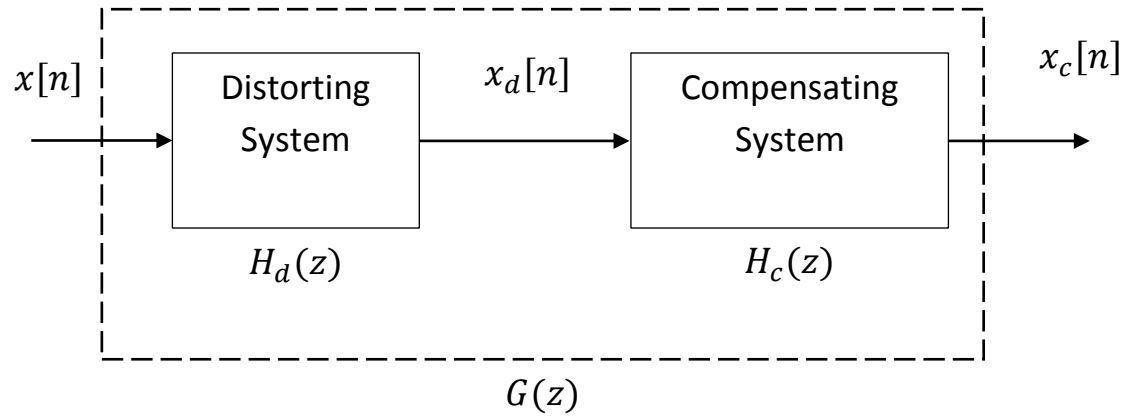 x[n]
Distorting
System
x_d[n]
Compensating
System
x_c[n]
H_d(z)
H_c(z)
G(z)